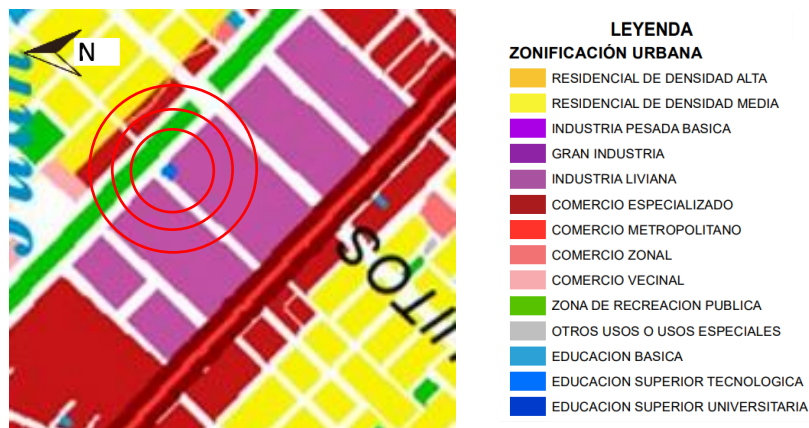 N
LEYENDA
ZONIFICACIÓN URBANA
RESIDENCIAL DE DENSIDAD ALTA
RESIDENCIAL DE DENSIDAD MEDIA
INDUSTRIA PESADA BASICA
GRAN INDUSTRIA
INDUSTRIA LIVIANA
COMERCIO ESPECIALIZADO
COMERCIO METROPOLITANO
COMERCIO ZONAL
COMERCIO VECINAL
ZONA DE RECREACION PUBLICA
OTROS USOS O USOS ESPECIALES
EDUCACION BASICA
EDUCACION SUPERIOR TECNOLOGICA
EDUCACION SUPERIOR UNIVERSITARIA